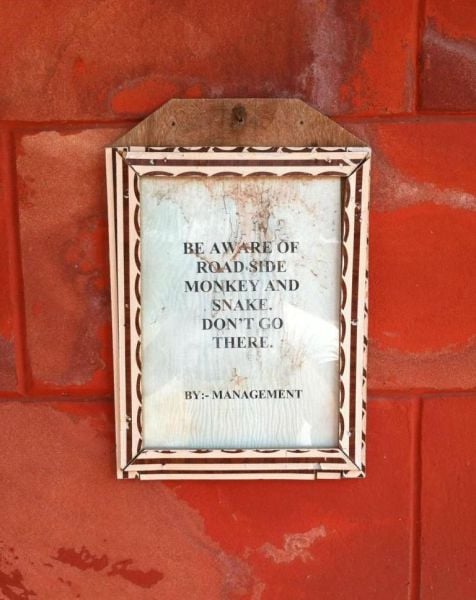 BE AWARE OF
ROAD SIDE
MONKEY AND
SNAKE.
DON'T GO
THERE.
BY:- MANAGEMENT